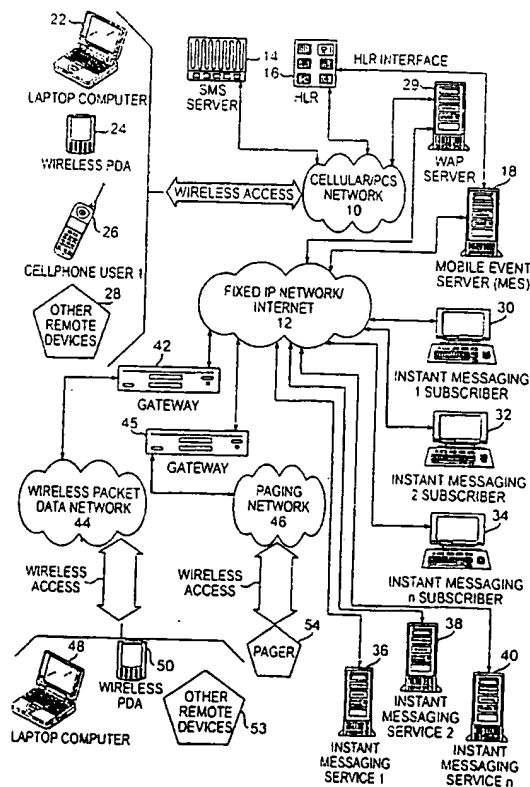 22
LAPTOP COMPUTER
24
WIRELESS PDA
26
CELLPHONE USER 1
28
OTHER
REMOTE
DEVICES
14
SMS
SERVER
16
HLR
HLR INTERFACE
29
WAP
SERVER
18
MOBILE EVENT
SERVER (MES)
WIRELESS ACCESS
CELLULAR/PCS
NETWORK
10
FIXED IP NETWORK/
INTERNET
12
30
INSTANT MESSAGING
1 SUBSCRIBER
32
INSTANT MESSAGING
2 SUBSCRIBER
34
INSTANT MESSAGING
n SUBSCRIBER
42
GATEWAY
45
GATEWAY
WIRELESS PACKET
DATA NETWORK
44
PAGING
NETWORK
46
WIRELESS
ACCESS
WIRELESS
ACCESS
48
LAPTOP COMPUTER
50
WIRELESS
PDA
OTHER
REMOTE
DEVICES
53
54
PAGER
36
INSTANT
MESSAGING
SERVICE 1
38
INSTANT
MESSAGING
SERVICE 2
40
INSTANT
MESSAGING
SERVICE n